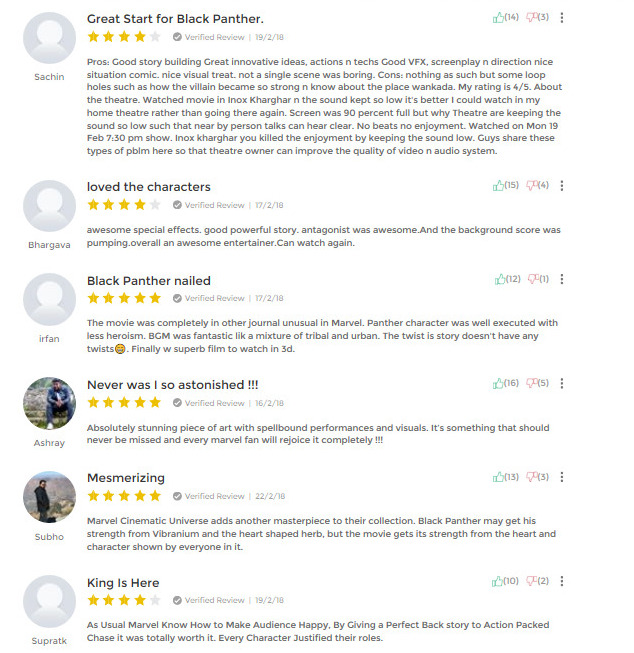 Great Start for Black Panther.
(14) (3)
Verified Review | 19/2/18
Sachin
Pros: Good story building Great innovative ideas, actions n techs Good VFX, screenplay n direction nice
situation comic. nice visual treat. not a single scene was boring. Cons: nothing as such but some loop
holes such as how the villain became so strong n know about the place wankada. My rating is 4/5. About
the theatre. Watched movie in Inox Kharghar n the sound kept so low it's better I could watch in my
home theatre rather than going there again. Screen was 90 percent full but why Theatre are keeping the
sound so low such that near by person talks can hear clear. No beats no enjoyment. Watched on Mon 19
Feb 7:30 pm show. Inox kharghar you killed the enjoyment by keeping the sound low. Guys share these
types of pblm here so that theatre owner can improve the quality of video n audio system.
loved the characters
(15) (4)
Verified Review | 17/2/18
Bhargava
awesome special effects. good powerful story. antagonist was awesome.And the background score was
pumping.overall an awesome entertainer.Can watch again.
Black Panther nailed
(12) (1)
Verified Review | 17/2/18
irfan
The movie was completely in other journal unusual in Marvel. Panther character was well executed with
less heroism. BGM was fantastic lik a mixture of tribal and urban. The twist is story doesn't have any
twists😁. Finally w superb film to watch in 3d.
Never was I so astonished !!!
(16) (5)
Verified Review | 16/2/18
Ashray
Absolutely stunning piece of art with spellbound performances and visuals. It's something that should
never be missed and every marvel fan will rejoice it completely !!!
Mesmerizing
(13) (3)
Verified Review | 22/2/18
Subho
Marvel Cinematic Universe adds another masterpiece to their collection. Black Panther may get his
strength from Vibranium and the heart shaped herb, but the movie gets its strength from the heart and
character shown by everyone in it.
King Is Here
(10) (2)
Verified Review | 19/2/18
Supratk
As Usual Marvel Know How to Make Audience Happy, By Giving a Perfect Back story to Action Packed
Chase it was totally worth it. Every Character Justified their roles.